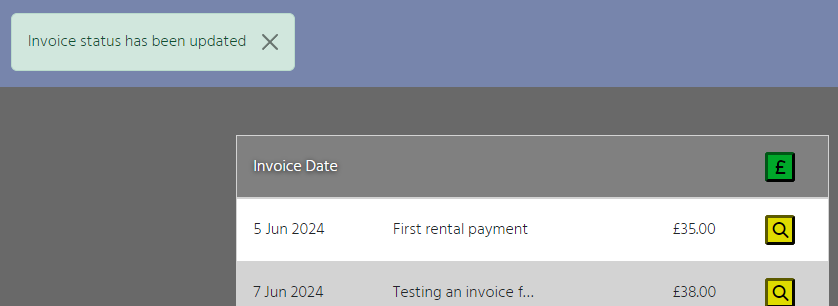 Invoice status has been updated
Invoice Date £
5 Jun 2024 First rental payment £35.00
7 Jun 2024 Testing an invoice f... £38.00